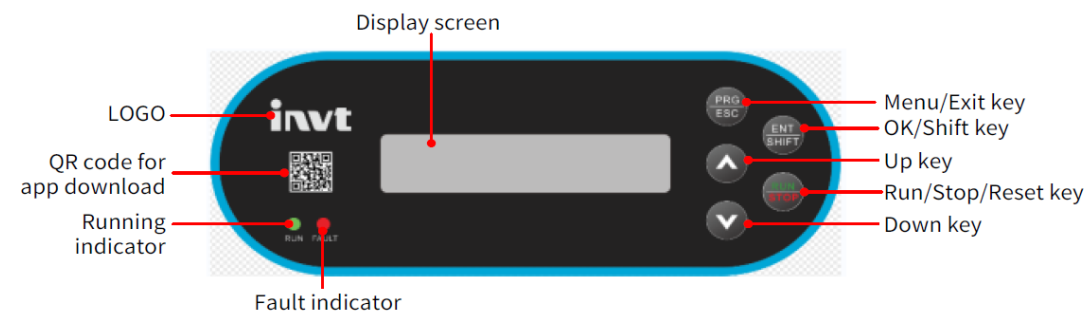 Display screen
LOGO
invt
QR code for
app download
Running
indicator
RUN FAULT
Fault indicator
PRG
ESC
ENT
SHIFT
RUN
STOP
Menu/Exit key
OK/Shift key
Up key
Run/Stop/Reset key
Down key